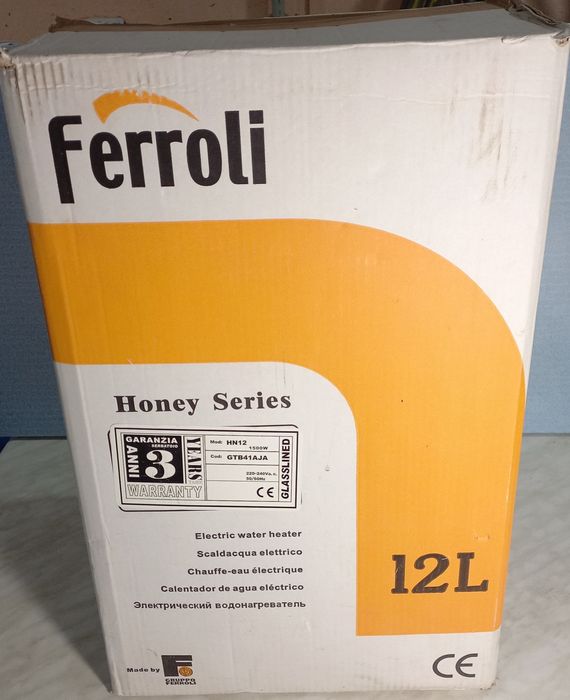 Ferroli
Honey Series
GARANZIA
SERBATOIO
ANNI
3
YEARS
WARRANTY
Mod: HN12
1500W
Cod: GTB41AJA
220-240Va.c.
50/60Hz
CE
GLASSLINED
Electric water heater
Scaldacqua elettrico
Chauffe-eau électrique
Calentador de agua eléctrico
Электрический водонагреватель
12L
Made by
GRUPPO
FERROLI
CE